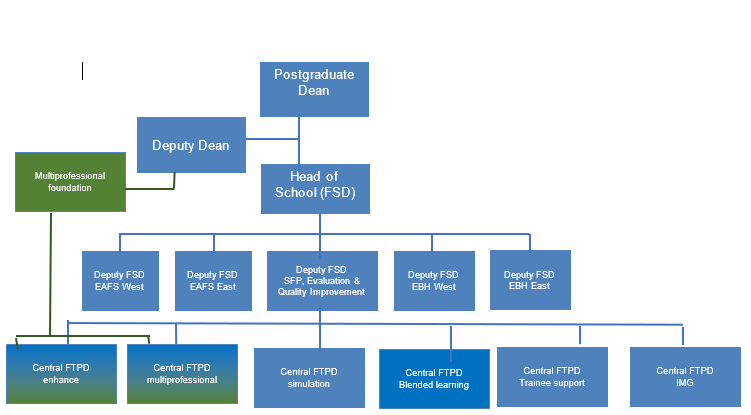 Postgraduate
Dean
Deputy Dean
Multiprofessional
foundation
Head of
School (FSD)
Deputy FSD
EAFS West
Deputy FSD
EAFS East
Deputy FSD
SFP, Evaluation &
Quality Improvement
Deputy FSD
EBH West
Deputy FSD
EBH East
Central FTPD
enhance
Central FTPD
multiprofessional
Central FTPD
simulation
Central FTPD
Blended learning
Central FTPD
Trainee support
Central FTPD
IMG